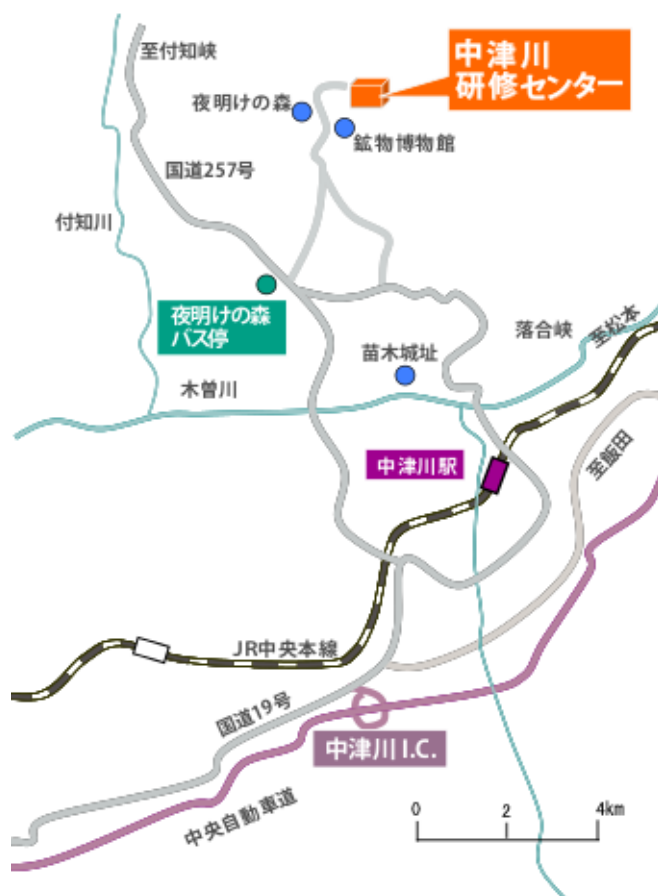 中津川
研修センター
至付知峡
夜明けの森
鉱物博物館
国道257号
付知川
夜明けの森
バス停
落合峡
至松本
苗木城址
木曽川
中津川駅
至飯田
JR中央本線
国道19号
中津川 I.C.
中央自動車道
0 2 4km